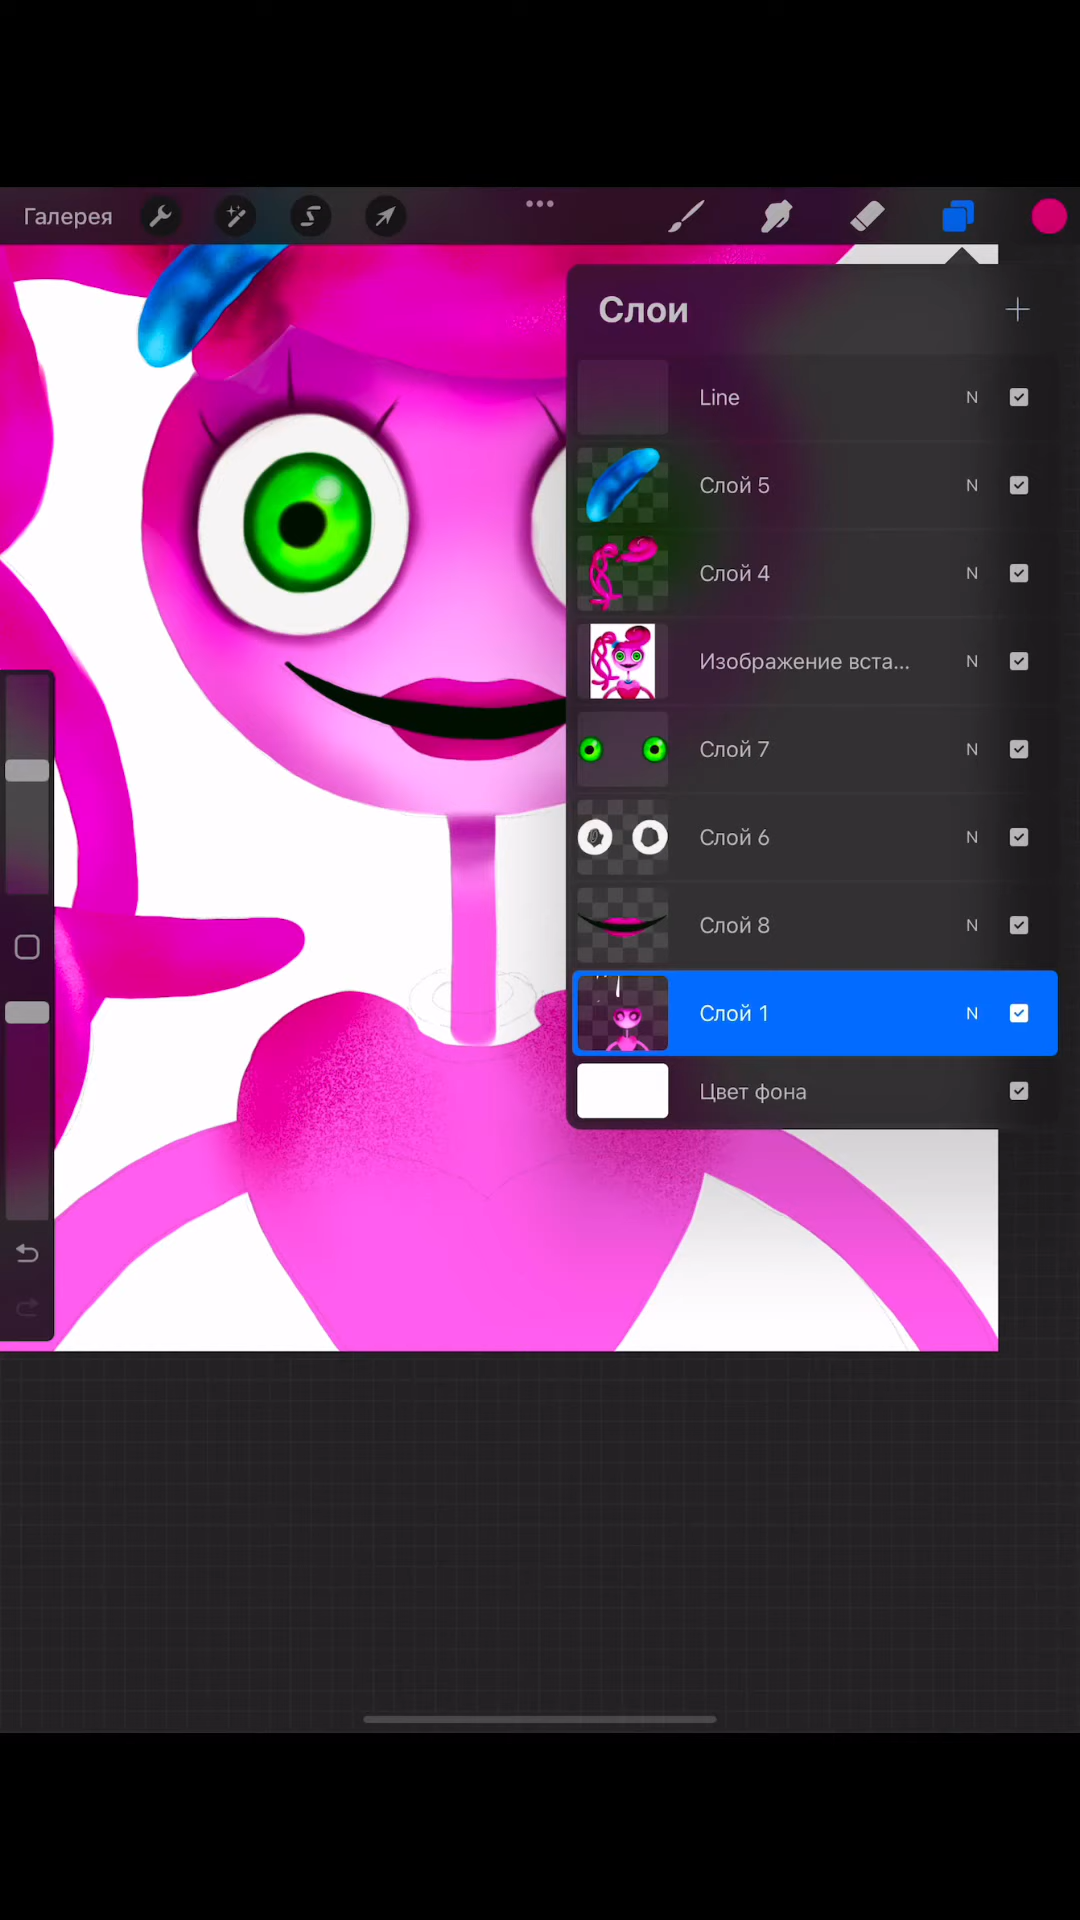 Галерея
Слои
Line N
Слой 5 N
Слой 4 N
Изображение вста... N
Слой 7 N
Слой 6 N
Слой 8 N
Слой 1 N
Цвет фона